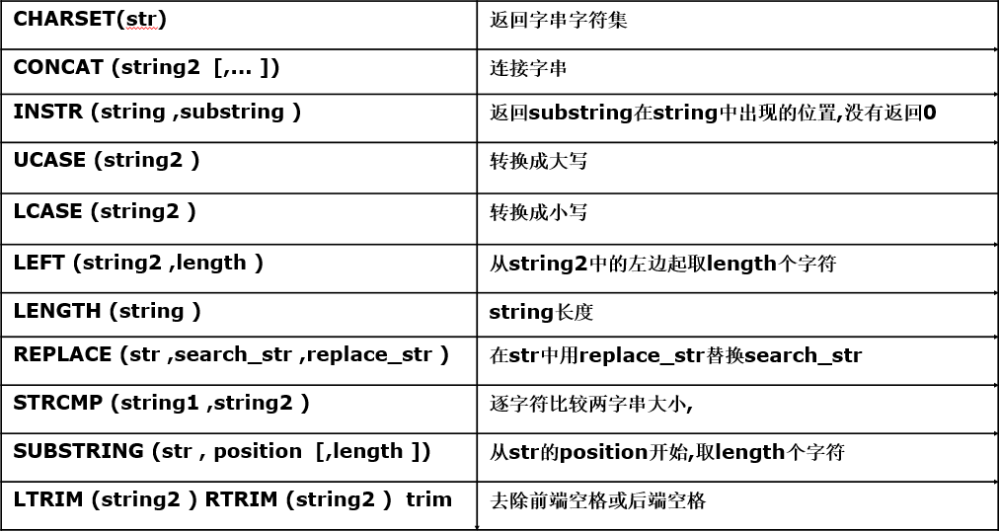 CHARSET(str) 返回字串字符集
CONCAT (string2 [,... ]) 连接字串
INSTR (string ,substring ) 返回substring在string中出现的位置,没有返回0
UCASE (string2 ) 转换成大写
LCASE (string2 ) 转换成小写
LEFT (string2 ,length ) 从string2中的左边起取length个字符
LENGTH (string ) string长度
REPLACE (str ,search_str ,replace_str ) 在str中用replace_str替换search_str
STRCMP (string1 ,string2 ) 逐字符比较两字串大小,
SUBSTRING (str , position [,length ]) 从str的position开始,取length个字符
LTRIM (string2 ) RTRIM (string2 ) trim 去除前端空格或后端空格